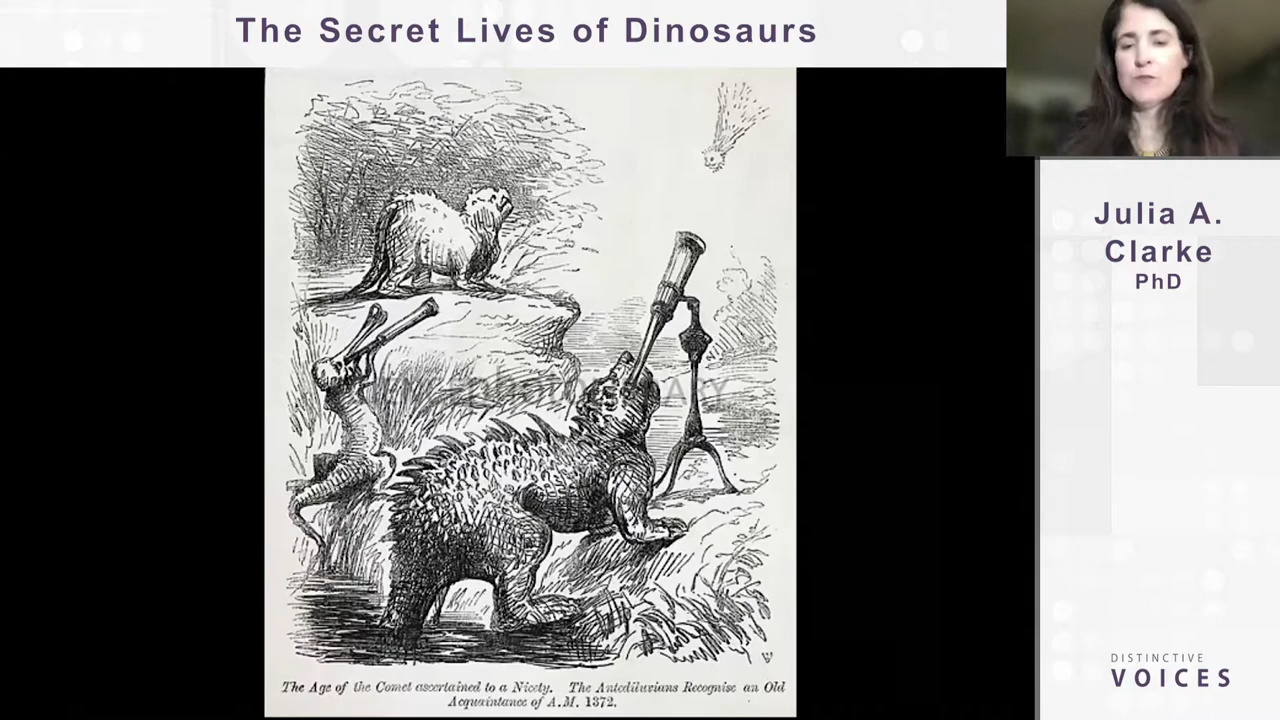 The Secret Lives of Dinosaurs
Julia A.
Clarke
PhD
The Age of the Comet ascertained to a Nicety. The Antediluvians Recognise an Old
Acquaintance of A.M. 1372.
DISTINCTIVE
VOICES